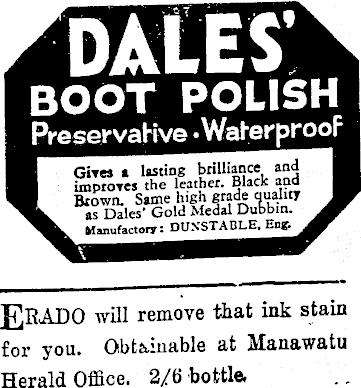 DALES'
BOOT POLISH
Preservative·Waterproof
Gives a lasting brilliance and
improves the leather. Black and
Brown. Same high grade quality
as Dales' Gold Medal Dubbin.
Manufactory: DUNSTABLE, Eng.
ERADO will remove that ink stain
for you. Obtainable at Manawatu
Herald Office. 2/6 bottle.